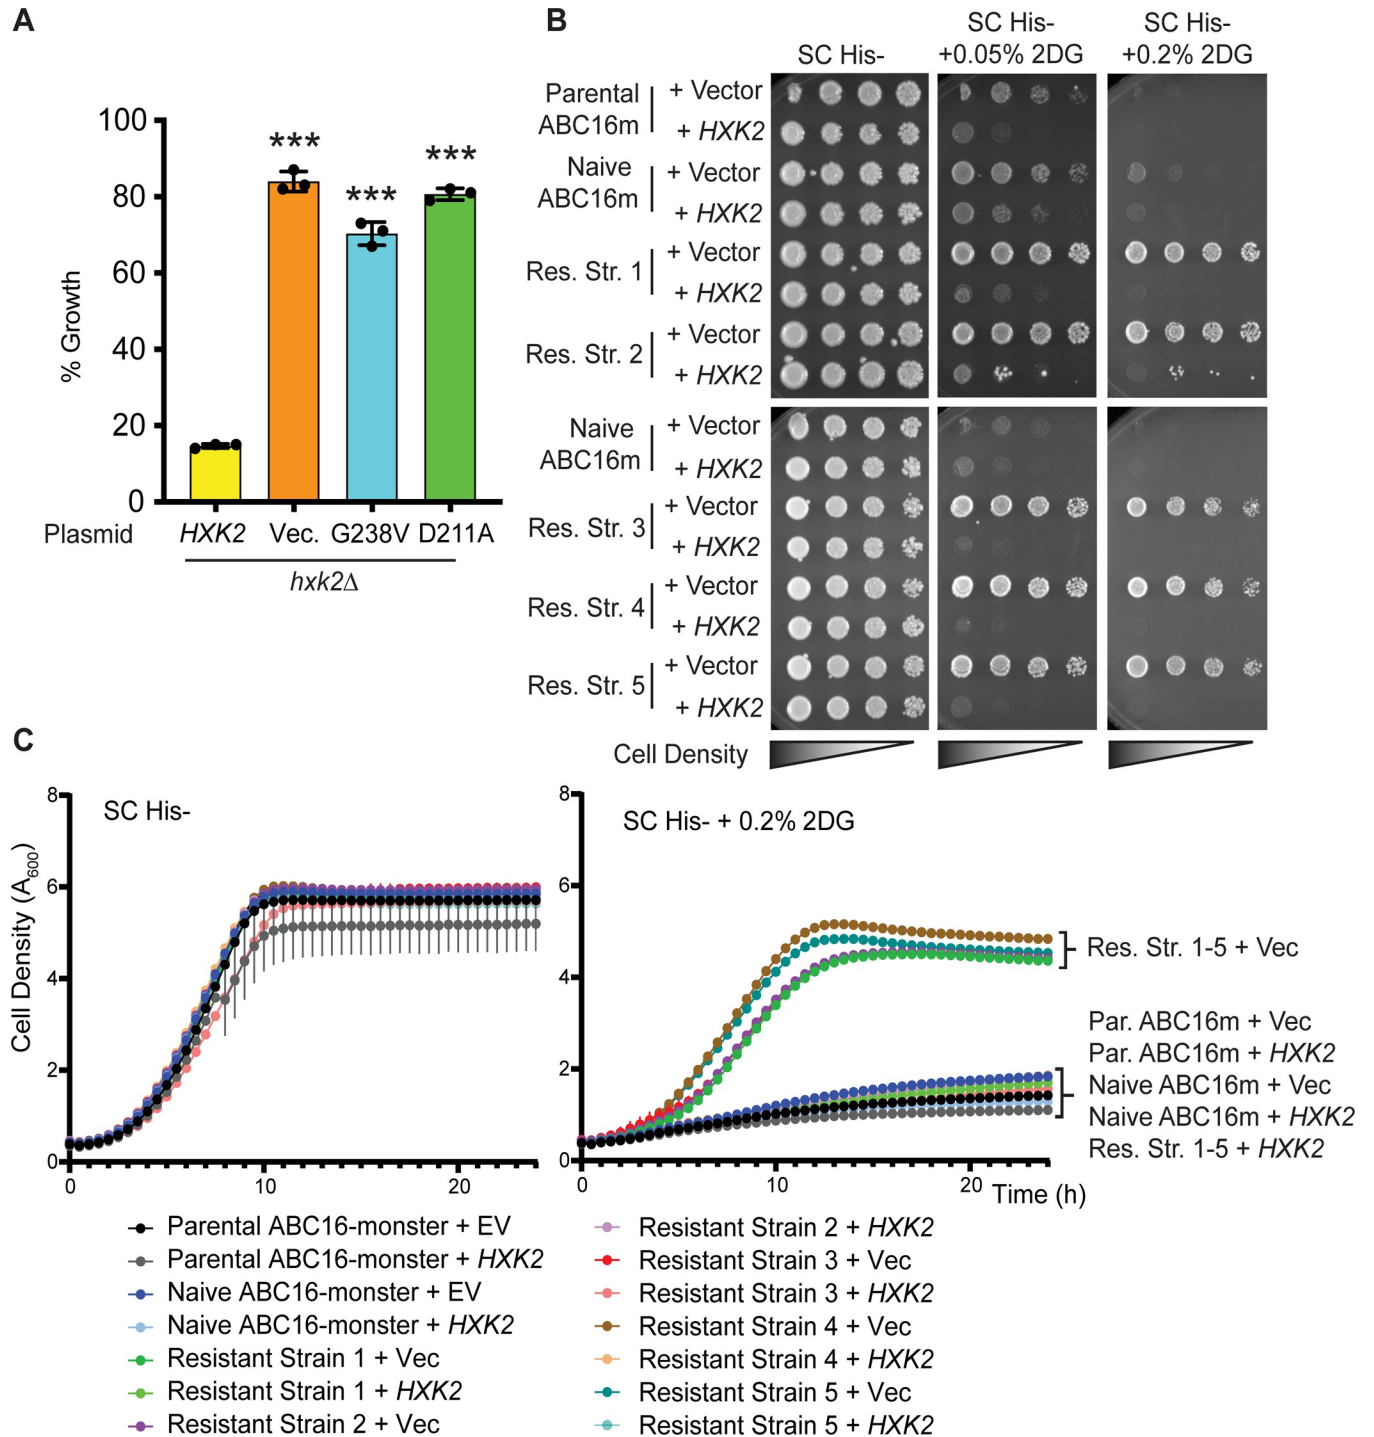 A
100
80
60
40
20
0
% Growth
***
***
***
Plasmid
HXK2
Vec.
G238V
D211A
hxk2Δ
B
SC His-
SC His-
+0.05% 2DG
SC His-
+0.2% 2DG
Parental
ABC16m
+ Vector
+ HXK2
Naive
ABC16m
+ Vector
+ HXK2
Res. Str. 1
+ Vector
+ HXK2
Res. Str. 2
+ Vector
+ HXK2
Naive
ABC16m
+ Vector
+ HXK2
Res. Str. 3
+ Vector
+ HXK2
Res. Str. 4
+ Vector
+ HXK2
Res. Str. 5
+ Vector
+ HXK2
Cell Density
C
Cell Density (A600)
8
6
4
2
0
0
10
20
SC His-
8
6
4
2
0
0
10
20
Time (h)
SC His- + 0.2% 2DG
Res. Str. 1-5 + Vec
Par. ABC16m + Vec
Par. ABC16m + HXK2
Naive ABC16m + Vec
Naive ABC16m + HXK2
Res. Str. 1-5 + HXK2
Parental ABC16-monster + EV
Parental ABC16-monster + HXK2
Naive ABC16-monster + EV
Naive ABC16-monster + HXK2
Resistant Strain 1 + Vec
Resistant Strain 1 + HXK2
Resistant Strain 2 + Vec
Resistant Strain 2 + HXK2
Resistant Strain 3 + Vec
Resistant Strain 3 + HXK2
Resistant Strain 4 + Vec
Resistant Strain 4 + HXK2
Resistant Strain 5 + Vec
Resistant Strain 5 + HXK2